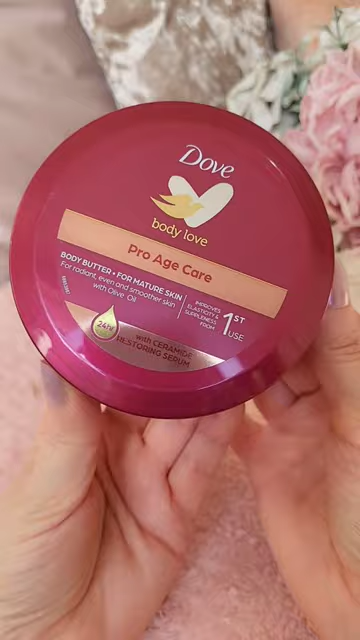 Dove
body love
Pro Age Care
BODY BUTTER • FOR MATURE SKIN
For radiant, even and smoother skin
with Olive Oil
IMPROVES
ELASTICITY &
SUPPLENESS
FROM
1ST
USE
24hr
with CERAMIDE
RESTORING SERUM